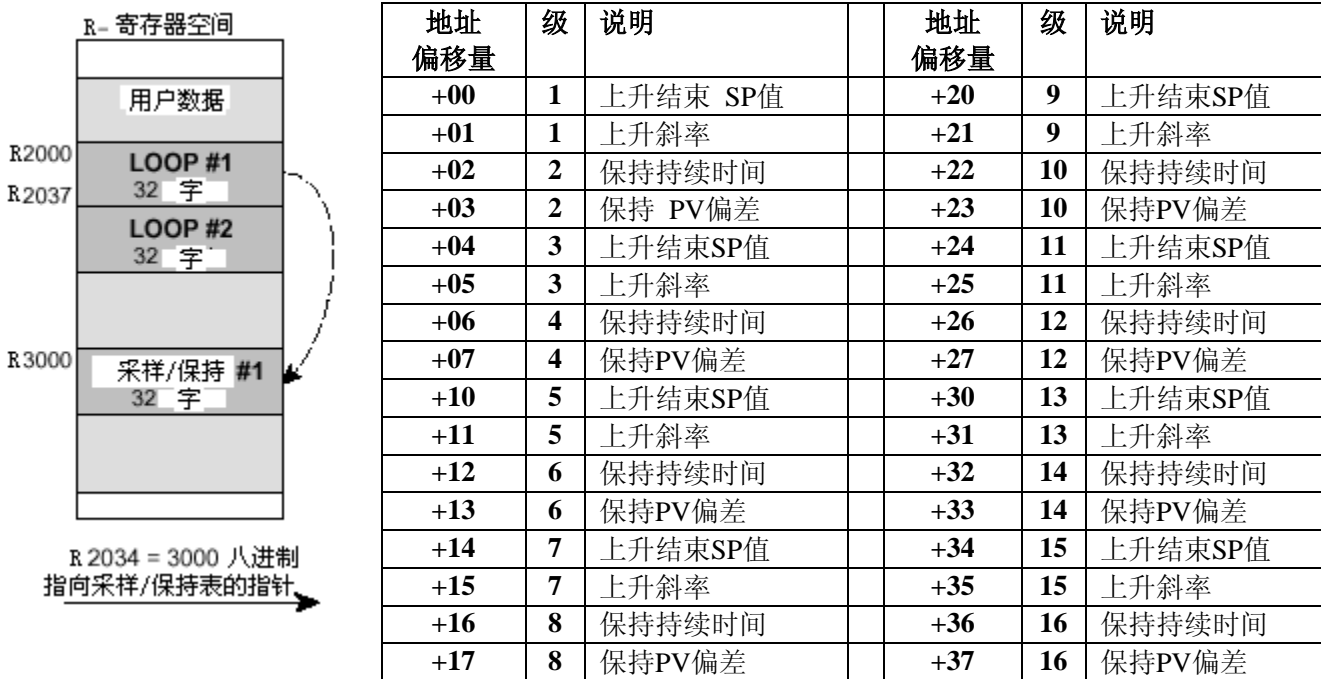 R- 寄存器空间
用户数据
R2000
LOOP #1
32 字
R2037
LOOP #2
32 字
R3000
采样/保持 #1
32 字
R 2034 = 3000 八进制
指向采样/保持表的指针
地址偏移量 级 说明 地址偏移量 级 说明
+00 1 上升结束 SP值 +20 9 上升结束SP值
+01 1 上升斜率 +21 9 上升斜率
+02 2 保持持续时间 +22 10 保持持续时间
+03 2 保持 PV偏差 +23 10 保持PV偏差
+04 3 上升结束SP值 +24 11 上升结束SP值
+05 3 上升斜率 +25 11 上升斜率
+06 4 保持持续时间 +26 12 保持持续时间
+07 4 保持PV偏差 +27 12 保持PV偏差
+10 5 上升结束SP值 +30 13 上升结束SP值
+11 5 上升斜率 +31 13 上升斜率
+12 6 保持持续时间 +32 14 保持持续时间
+13 6 保持PV偏差 +33 14 保持PV偏差
+14 7 上升结束SP值 +34 15 上升结束SP值
+15 7 上升斜率 +35 15 上升斜率
+16 8 保持持续时间 +36 16 保持持续时间
+17 8 保持PV偏差 +37 16 保持PV偏差